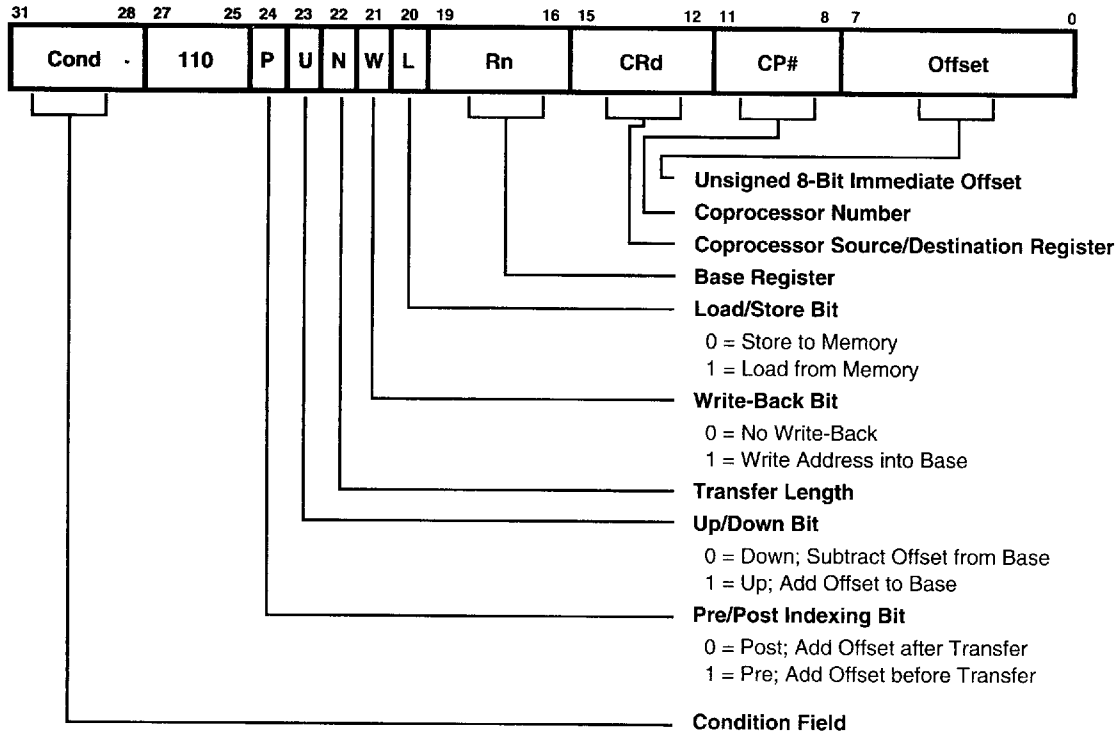 31 28 27 25 24 23 22 21 20 19 16 15 12 11 8 7 0
Cond 110 P U N W L Rn CRd CP# Offset
Unsigned 8-Bit Immediate Offset
Coprocessor Number
Coprocessor Source/Destination Register
Base Register
Load/Store Bit
0 = Store to Memory
1 = Load from Memory
Write-Back Bit
0 = No Write-Back
1 = Write Address into Base
Transfer Length
Up/Down Bit
0 = Down; Subtract Offset from Base
1 = Up; Add Offset to Base
Pre/Post Indexing Bit
0 = Post; Add Offset after Transfer
1 = Pre; Add Offset before Transfer
Condition Field